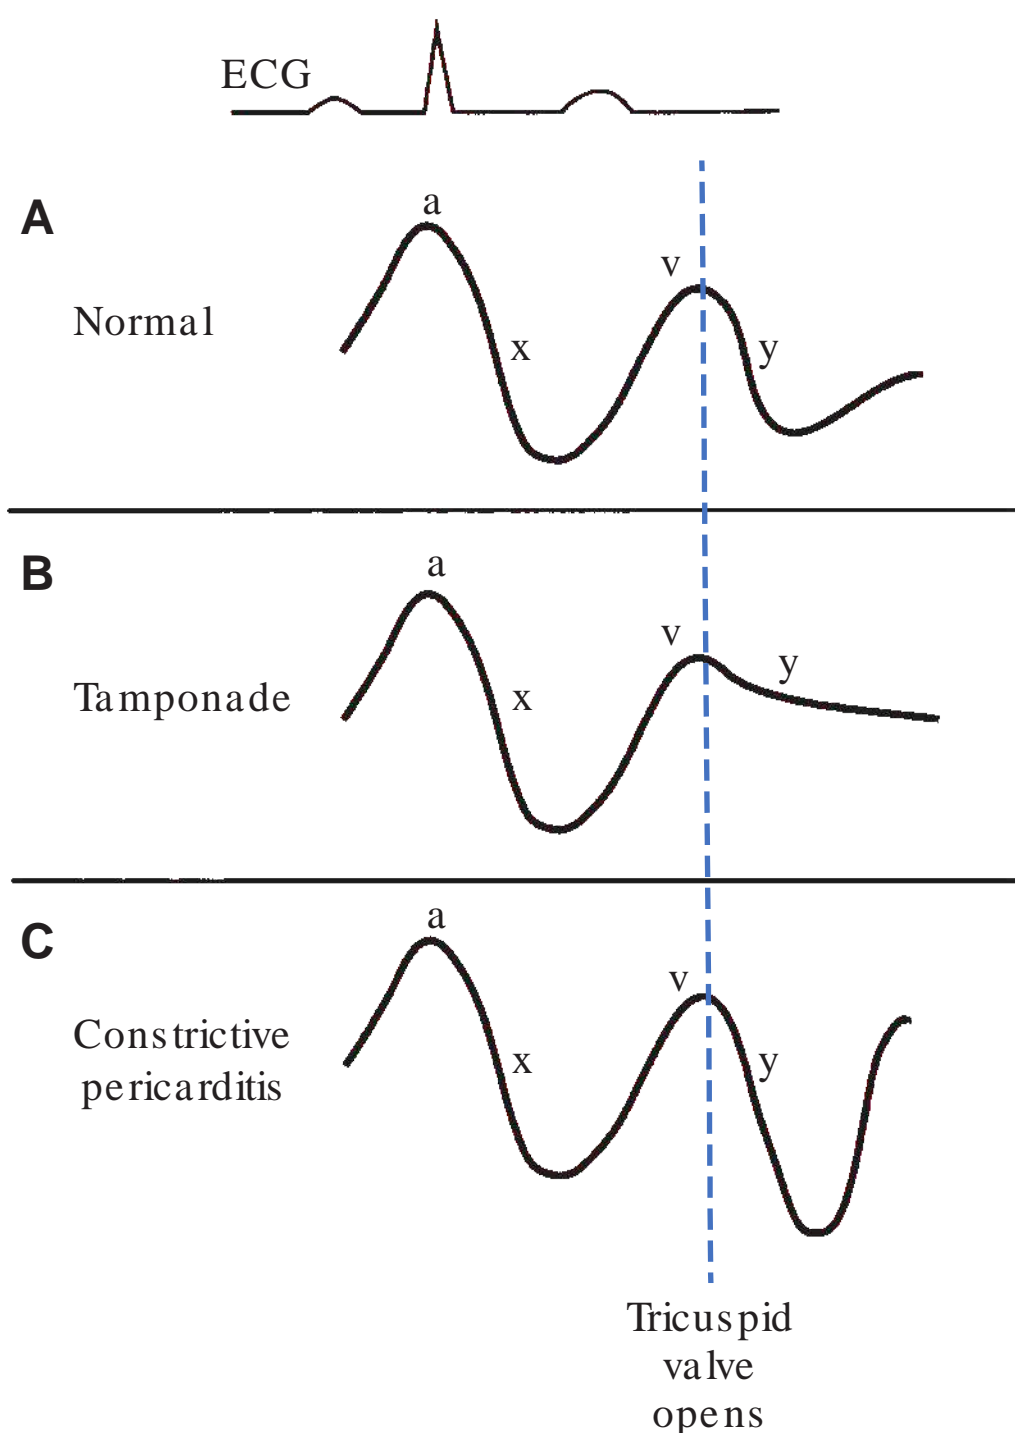 ECG
A
a
v
Normal
x
y
B
a
v
y
Tamponade
x
C
a
v
Constrictive
pericarditis
x
y
Tricuspid
valve
opens